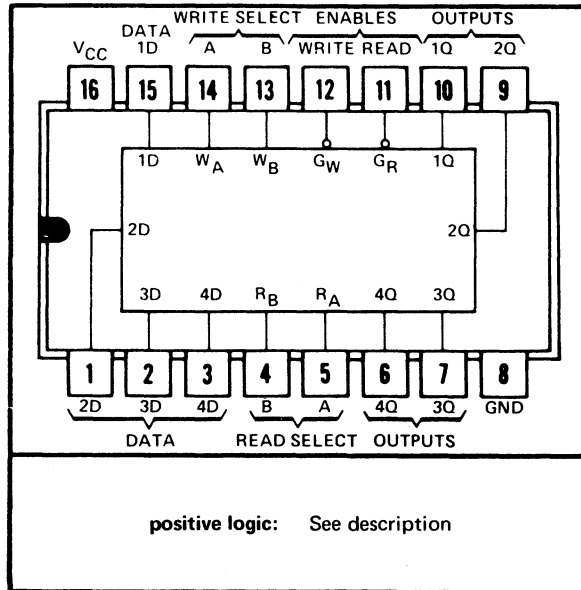 WRITE SELECT ENABLES OUTPUTS
DATA
VCC 1D A B WRITE READ 1Q 2Q
16 15 14 13 12 11 10 9
1D WA WB GW GR 1Q
2D 2Q
3D 4D RB RA 4Q 3Q
1 2 3 4 5 6 7 8
2D 3D 4D B A 4Q 3Q GND
DATA READ SELECT OUTPUTS
positive logic: See description